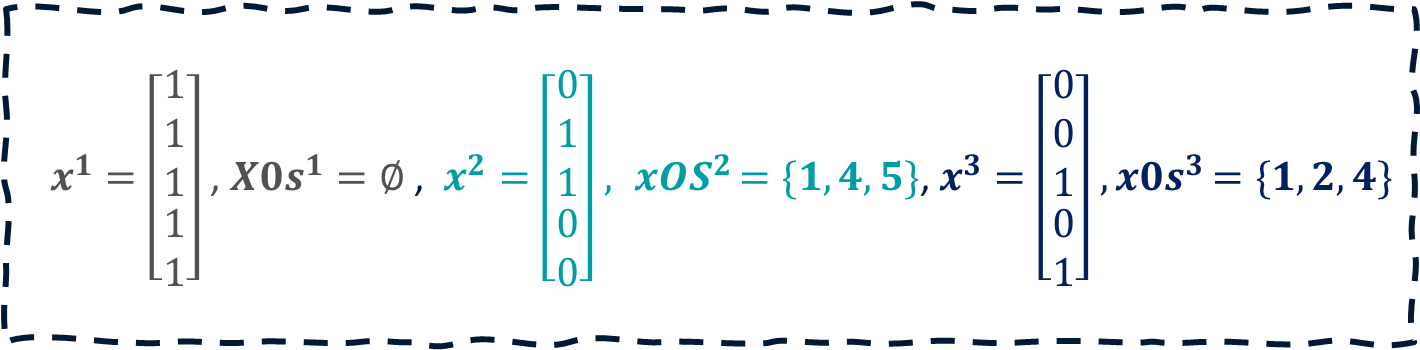 x¹ = [1 1 1 1 1], X0s¹ = ∅, x² = [0 1 1 0 0], xOS² = {1, 4, 5}, x³ = [0 0 1 0 1], x0s³ = {1, 2, 4}